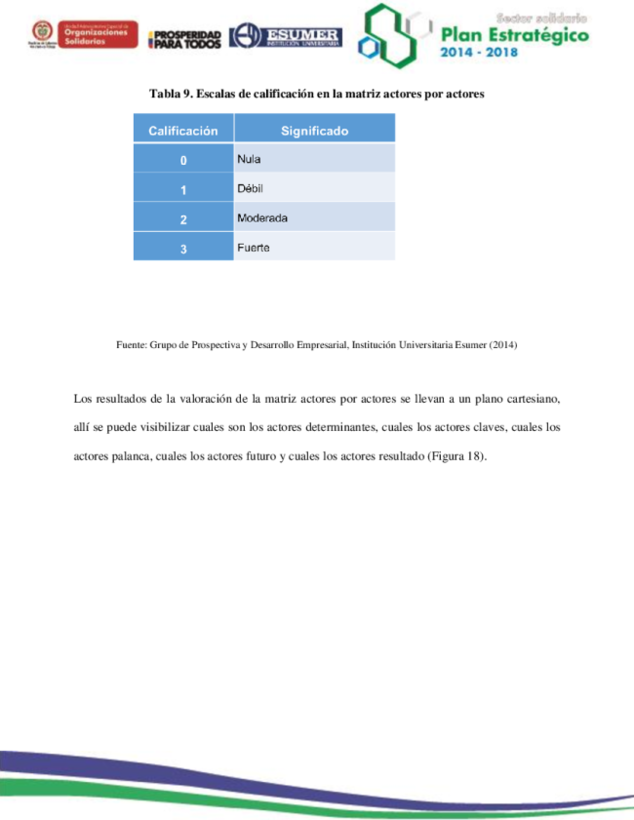 Unidad Administrativa Especial de
Organizaciones
Solidarias
PROSPERIDAD
PARA TODOS
ESUMER
INSTITUCIÓN UNIVERSITARIA
Sector solidario
Plan Estratégico
2014 - 2018
Tabla 9. Escalas de calificación en la matriz actores por actores
Calificación Significado
0 Nula
1 Débil
2 Moderada
3 Fuerte
Fuente: Grupo de Prospectiva y Desarrollo Empresarial, Institución Universitaria Esumer (2014)
Los resultados de la valoración de la matriz actores por actores se llevan a un plano cartesiano,
allí se puede visibilizar cuales son los actores determinantes, cuales los actores claves, cuales los
actores palanca, cuales los actores futuro y cuales los actores resultado (Figura 18).